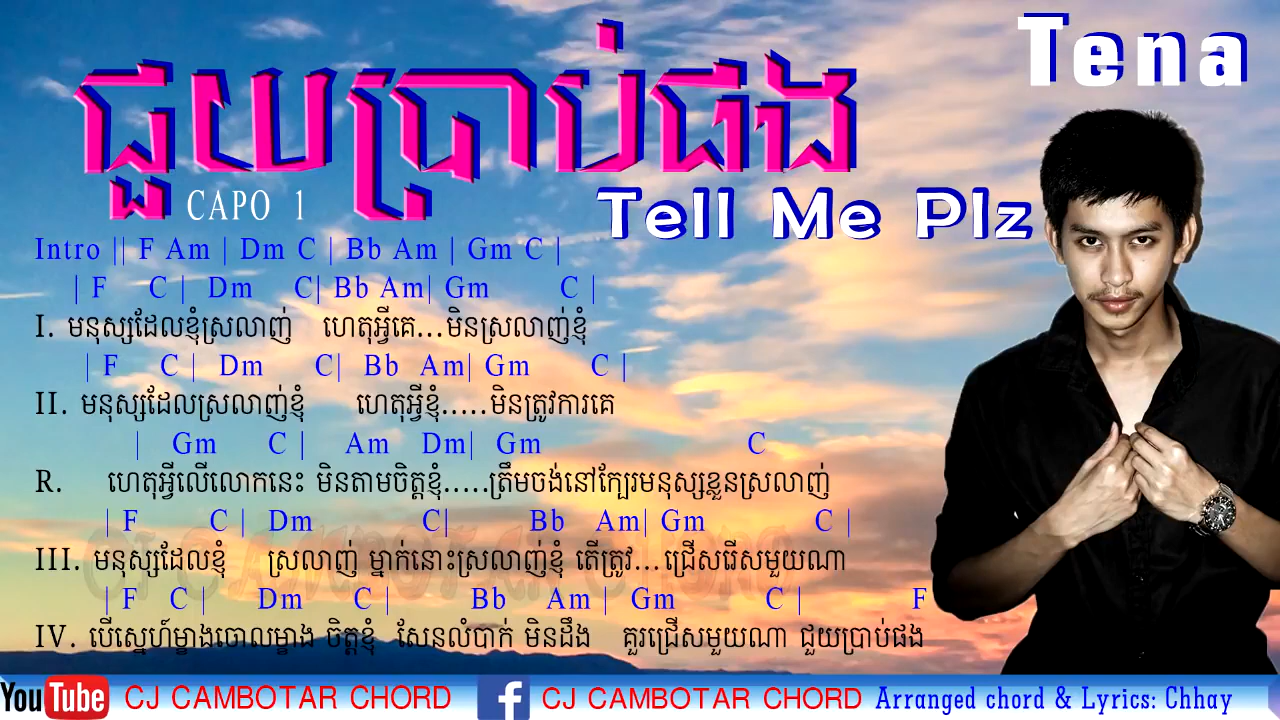 Tena
ជួយប្រាប់ផង
CAPO 1
Tell Me Plz
Intro || F Am | Dm C | Bb Am | Gm C |
| F C | Dm C| Bb Am| Gm C |
I. មនុស្សដែលខ្ញុំស្រលាញ់ ហេតុអ្វីគេ...មិនស្រលាញ់ខ្ញុំ
| F C | Dm C| Bb Am| Gm C |
II. មនុស្សដែលស្រលាញ់ខ្ញុំ ហេតុអ្វីខ្ញុំ.....មិនត្រូវការគេ
| Gm C | Am Dm| Gm C
R. ហេតុអ្វីលើលោកនេះ មិនតាមចិត្តខ្ញុំ.....ត្រឹមចង់នៅក្បែរមនុស្សខ្លួនស្រលាញ់
| F C | Dm C| Bb Am| Gm C |
III. មនុស្សដែលខ្ញុំ ស្រលាញ់ ម្នាក់នោះស្រលាញ់ខ្ញុំ តើត្រូវ...ជ្រើសរើសមួយណា
| F C | Dm C | Bb Am | Gm C | F
IV. បើស្នេហ៍ម្ខាងចោលម្ខាង ចិត្តខ្ញុំ សែនលំបាក់ មិនដឹង គួរជ្រើសមួយណា ជួយប្រាប់ផង
YouTube CJ CAMBOTAR CHORD f CJ CAMBOTAR CHORD Arranged chord & Lyrics: Chhay